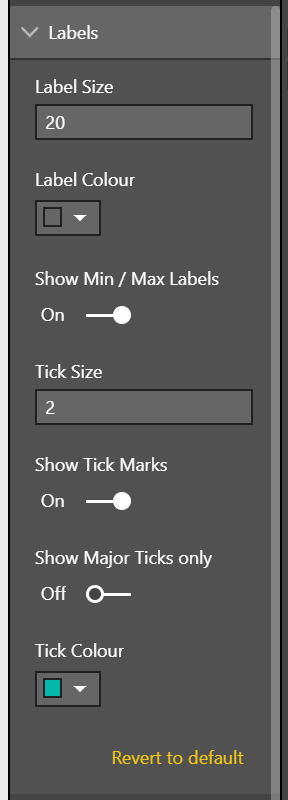 Labels
Label Size
20
Label Colour
Show Min / Max Labels
On
Tick Size
2
Show Tick Marks
On
Show Major Ticks only
Off
Tick Colour
Revert to default